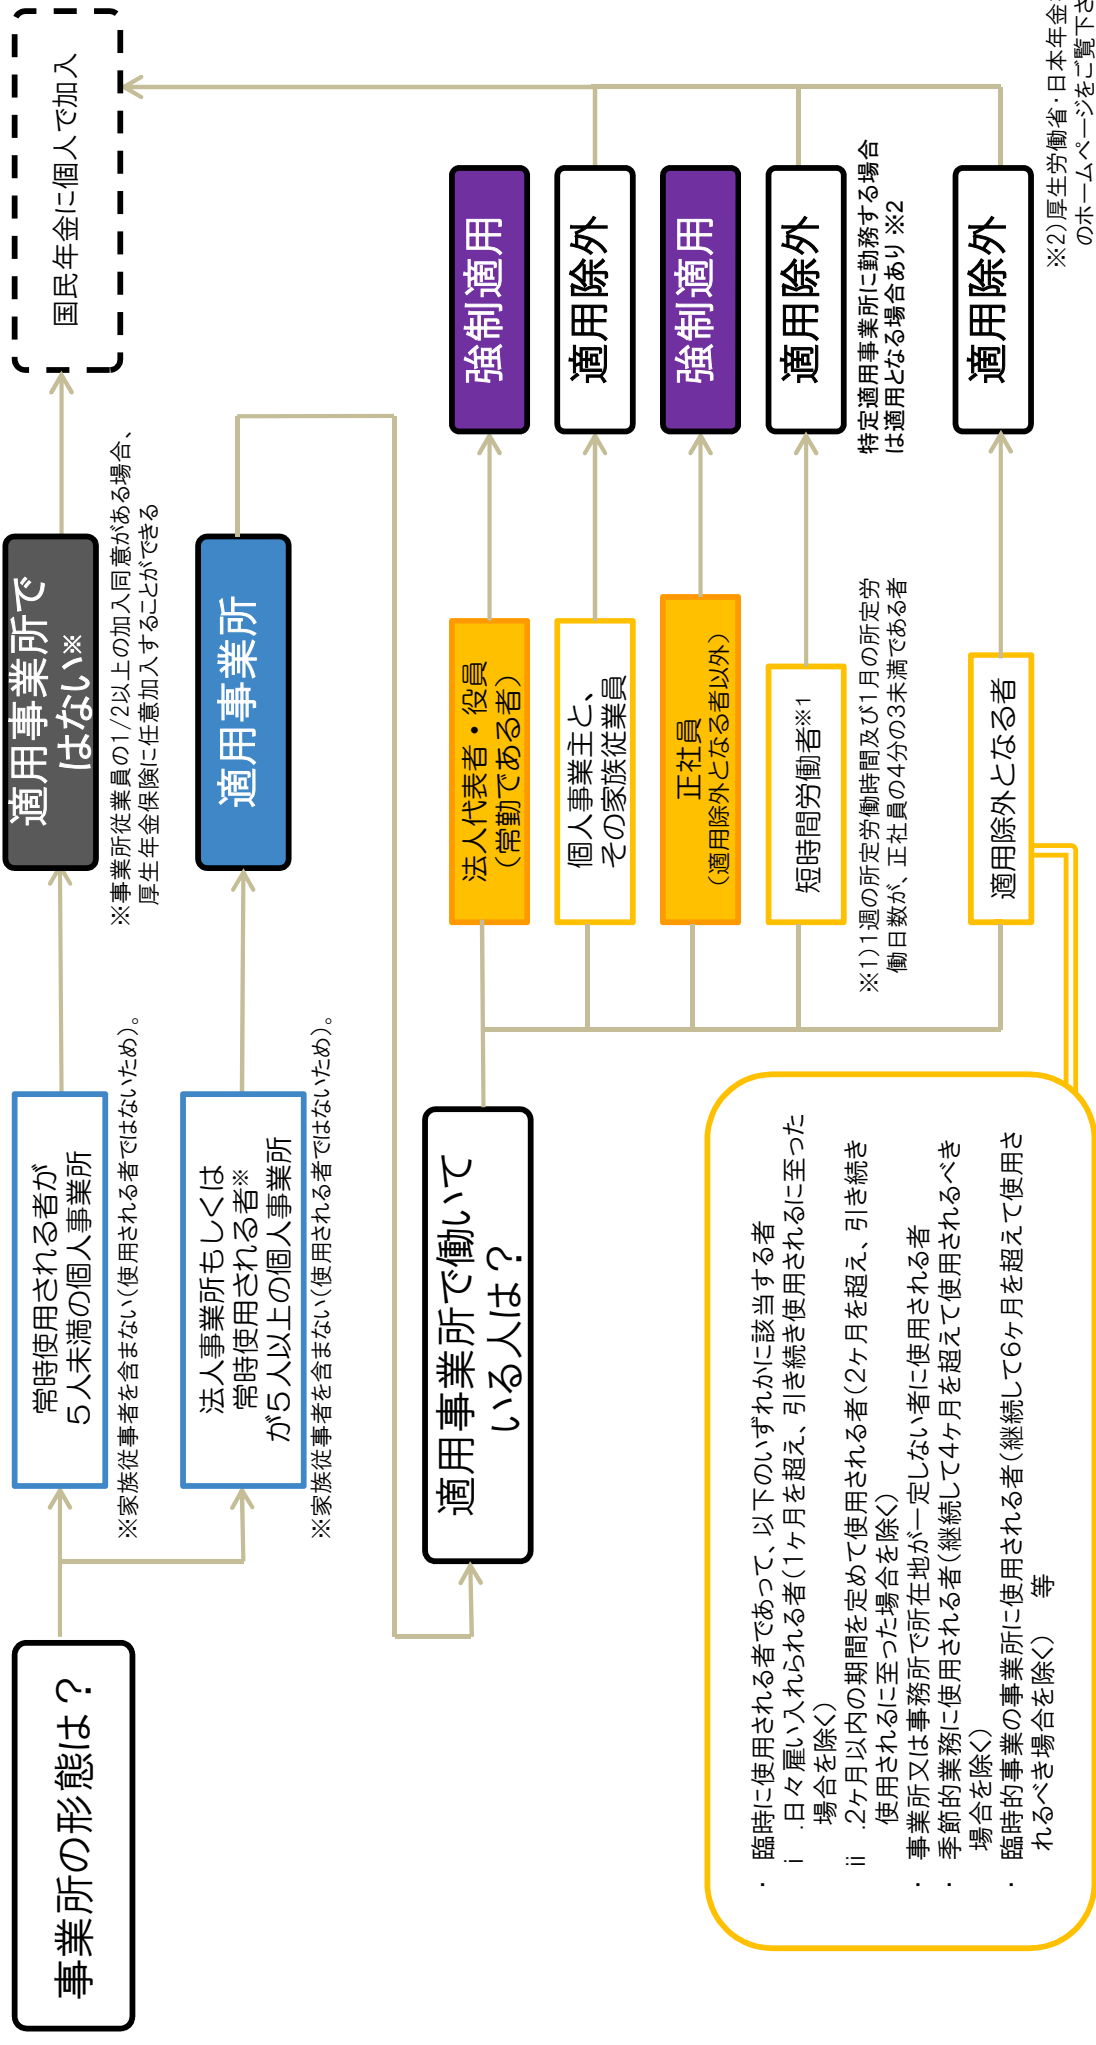 事業所の形態は？
常時使用される者が
５人未満の個人事業所
※家族従事者を含まない(使用される者ではないため)。
適用事業所で
はない※
※事業所従業員の1/2以上の加入同意がある場合、
厚生年金保険に任意加入することができる
国民年金に個人で加入
法人事業所もしくは
常時使用される者※
が５人以上の個人事業所
※家族従事者を含まない(使用される者ではないため)。
適用事業所
適用事業所で働いて
いる人は？
法人代表者・役員
（常勤である者）
強制適用
個人事業主と、
その家族従業員
適用除外
正社員
（適用除外となる者以外）
強制適用
短時間労働者※1
※1)1週の所定労働時間及び1月の所定労
働日数が、正社員の4分の3未満である者
適用除外
特定適用事業所に勤務する場合
は適用となる場合あり ※2
適用除外となる者
適用除外
※2)厚生労働省・日本年金
のホームページをご覧下さ
・ 臨時に使用される者であって、以下のいずれかに該当する者
ⅰ .日々雇い入れられる者(1ヶ月を超え、引き続き使用されるに至った
場合を除く)
ⅱ .2ヶ月以内の期間を定めて使用される者(2ヶ月を超え、引き続き
使用されるに至った場合を除く)
・ 事業所又は事務所で所在地が一定しない者に使用される者
・ 季節的業務に使用される者(継続して4ヶ月を超えて使用されるべき
場合を除く)
・ 臨時的事業の事業所に使用される者(継続して6ヶ月を超えて使用さ
れるべき場合を除く) 等